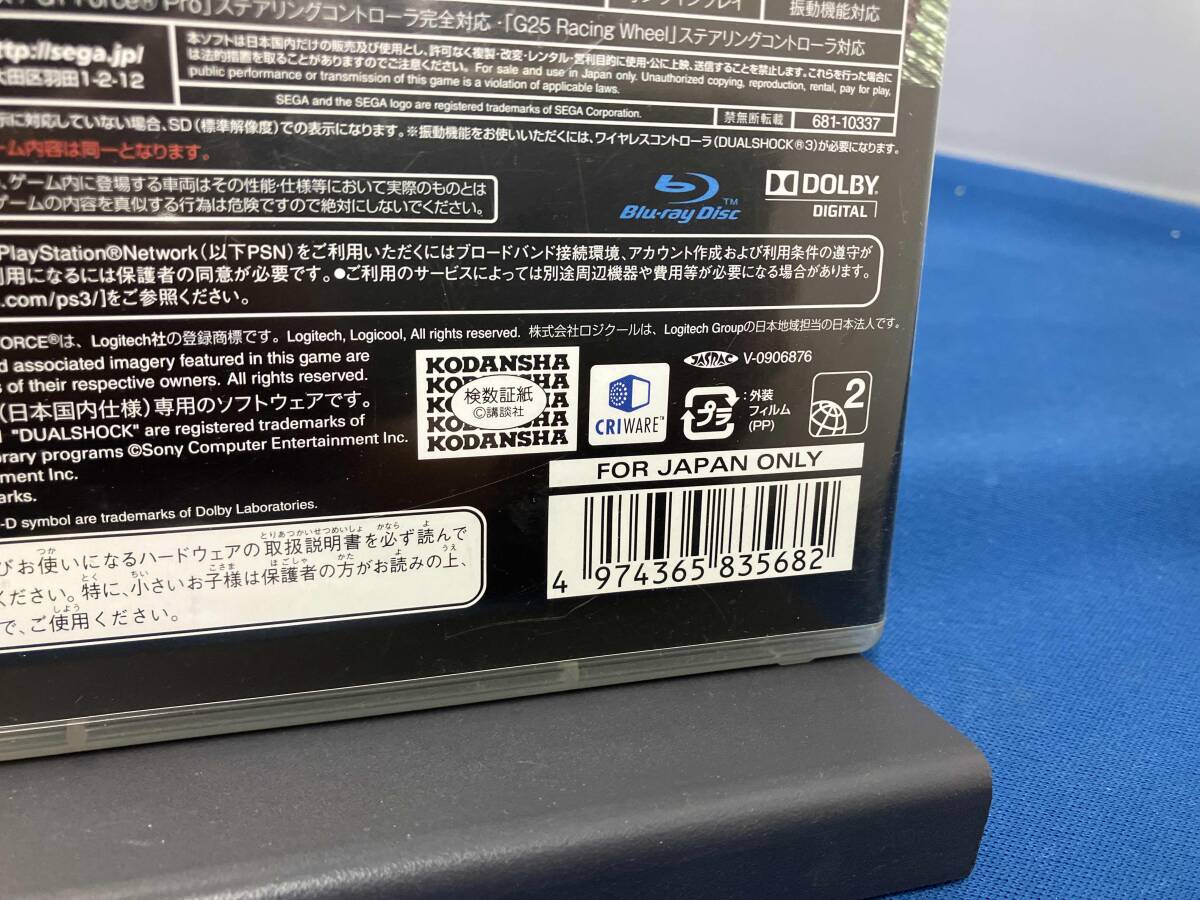 GT Force® Pro」ステアリングコントローラ完全対応・「G25 Racing Wheel」ステアリングコントローラ対応
振動機能対応
http://sega.jp/
大田区羽田1-2-12
本ソフトは日本国内だけの販売及び使用とし、許可なく複製・改変・レンタル・営利目的に使用・公に上映、送信することを禁止します。これらを行った場合に
は法的措置を取ることがありますのでご注意ください。 For sale and use in Japan only. Unauthorized copying, reproduction, rental, pay for play,
public performance or transmission of this game is a violation of applicable laws.
SEGA and the SEGA logo are registered trademarks of SEGA Corporation.
禁無断転載
681-10337
示に対応していない場合、SD(標準解像度)での表示になります。※振動機能をお使いいただくには、ワイヤレスコントローラ(DUALSHOCK®3)が必要になります。
ーム内容は同一となります。
、ゲーム内に登場する車両はその性能・仕様等において実際のものとは
ゲームの内容を真似する行為は危険ですので絶対にしないでください。
Blu-ray Disc™
DOLBY
DIGITAL
PlayStation®Network(以下PSN)をご利用いただくにはブロードバンド接続環境、アカウント作成および利用条件の遵守が
利用になるには保護者の同意が必要です。●ご利用のサービスによっては別途周辺機器や費用等が必要になる場合があります。
s.com/ps3/]をご参照ください。
FORCE®は、Logitech社の登録商標です。 Logitech, Logicool, All rights reserved. 株式会社ロジクールは、Logitech Groupの日本地域担当の日本法人です。
d associated imagery featured in this game are
s of their respective owners. All rights reserved.
(日本国内仕様)専用のソフトウェアです。
"DUALSHOCK" are registered trademarks of
brary programs ©Sony Computer Entertainment Inc.
ment Inc.
arks.
-D symbol are trademarks of Dolby Laboratories.
KODANSHA
KODANSHA
KODANSHA
KODANSHA
KODANSHA
検数証紙
©講談社
CRIWARE™
JASRAC
V-0906876
プラ
:外装
フィルム
(PP)
2
FOR JAPAN ONLY
4 974365 835682
びお使いになるハードウェアの取扱説明書を必ず読んで
ください。特に、小さいお子様は保護者の方がお読みの上、
で、ご使用ください。